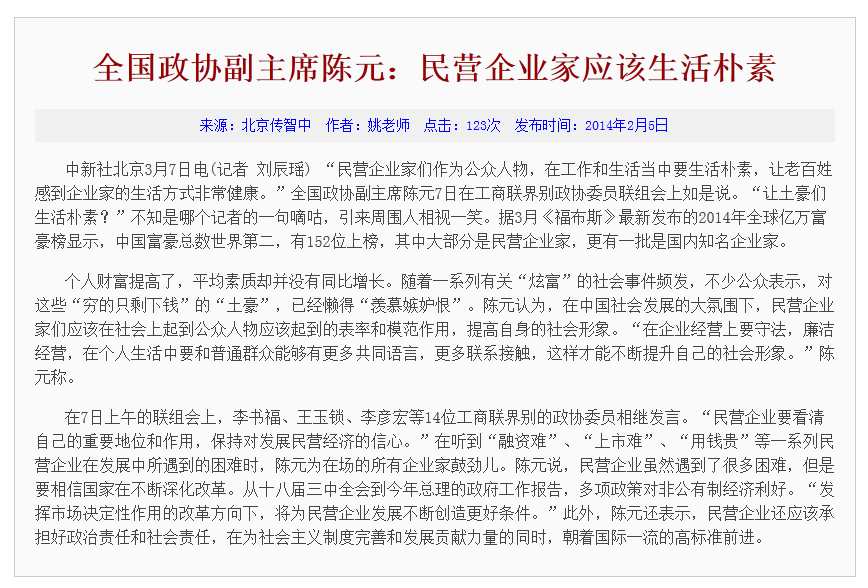 全国政协副主席陈元：民营企业家应该生活朴素
来源：北京传智中 作者：姚老师 点击：123次 发布时间：2014年2月5日
中新社北京3月7日电(记者 刘辰瑶) “民营企业家们作为公众人物，在工作和生活当中要生活朴素，让老百姓
感到企业家的生活方式非常健康。”全国政协副主席陈元7日在工商联界别政协委员联组会上如是说。“让土豪们
生活朴素？”不知是哪个记者的一句嘀咕，引来周围人相视一笑。据3月《福布斯》最新发布的2014年全球亿万富
豪榜显示，中国富豪总数世界第二，有152位上榜，其中大部分是民营企业家，更有一批是国内知名企业家。
个人财富提高了，平均素质却并没有同比增长。随着一系列有关“炫富”的社会事件频发，不少公众表示，对
这些“穷的只剩下钱”的“土豪”，已经懒得“羡慕嫉妒恨”。陈元认为，在中国社会发展的大氛围下，民营企业
家们应该在社会上起到公众人物应该起到的表率和模范作用，提高自身的社会形象。“在企业经营上要守法，廉洁
经营，在个人生活中要和普通群众能够有更多共同语言，更多联系接触，这样才能不断提升自己的社会形象。”陈
元称。
在7日上午的联组会上，李书福、王玉锁、李彦宏等14位工商联界别的政协委员相继发言。“民营企业要看清
自己的重要地位和作用，保持对发展民营经济的信心。”在听到“融资难”、“上市难”、“用钱贵”等一系列民
营企业在发展中所遇到的困难时，陈元为在场的所有企业家鼓劲儿。陈元说，民营企业虽然遇到了很多困难，但是
要相信国家在不断深化改革。从十八届三中全会到今年总理的政府工作报告，多项政策对非公有制经济利好。“发
挥市场决定性作用的改革方向下，将为民营企业发展不断创造更好条件。”此外，陈元还表示，民营企业还应该承
担好政治责任和社会责任，在为社会主义制度完善和发展贡献力量的同时，朝着国际一流的高标准前进。